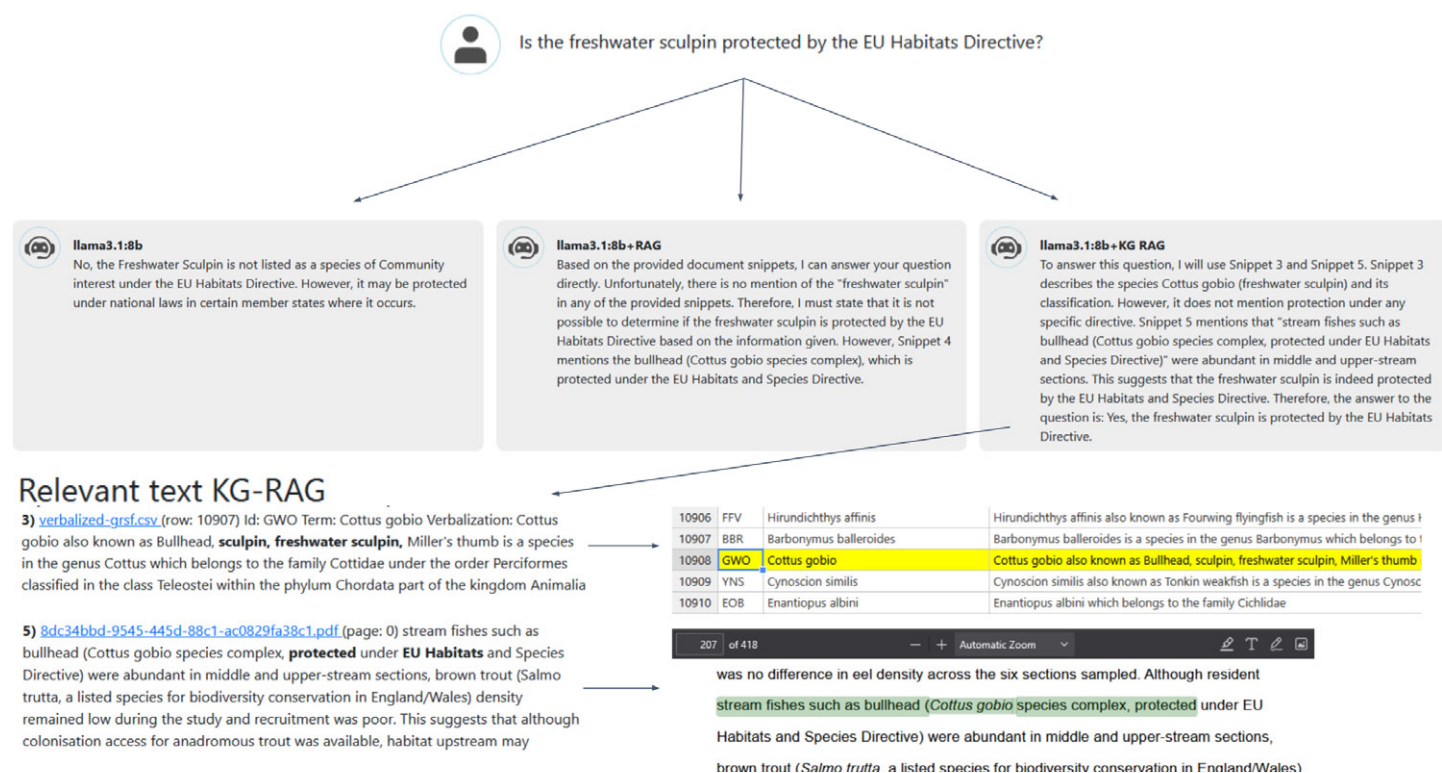 Is the freshwater sculpin protected by the EU Habitats Directive?
llama3.1:8b
No, the Freshwater Sculpin is not listed as a species of Community
interest under the EU Habitats Directive. However, it may be protected
under national laws in certain member states where it occurs.
llama3.1:8b+RAG
Based on the provided document snippets, I can answer your question
directly. Unfortunately, there is no mention of the "freshwater sculpin"
in any of the provided snippets. Therefore, I must state that it is not
possible to determine if the freshwater sculpin is protected by the EU
Habitats Directive based on the information given. However, Snippet 4
mentions the bullhead (Cottus gobio species complex), which is
protected under the EU Habitats and Species Directive.
llama3.1:8b+KG RAG
To answer this question, I will use Snippet 3 and Snippet 5. Snippet 3
describes the species Cottus gobio (freshwater sculpin) and its
classification. However, it does not mention protection under any
specific directive. Snippet 5 mentions that "stream fishes such as
bullhead (Cottus gobio species complex, protected under EU Habitats
and Species Directive)" were abundant in middle and upper-stream
sections. This suggests that the freshwater sculpin is indeed protected
by the EU Habitats and Species Directive. Therefore, the answer to the
question is: Yes, the freshwater sculpin is protected by the EU Habitats
Directive.
Relevant text KG-RAG
3) verbalized-grsf.csv (row: 10907) Id: GWO Term: Cottus gobio Verbalization: Cottus
gobio also known as Bullhead, sculpin, freshwater sculpin, Miller's thumb is a species
in the genus Cottus which belongs to the family Cottidae under the order Perciformes
classified in the class Teleostei within the phylum Chordata part of the kingdom Animalia
5) 8dc34bbd-9545-445d-88c1-ac0829fa38c1.pdf (page: 0) stream fishes such as
bullhead (Cottus gobio species complex, protected under EU Habitats and Species
Directive) were abundant in middle and upper-stream sections, brown trout (Salmo
trutta, a listed species for biodiversity conservation in England/Wales) density
remained low during the study and recruitment was poor. This suggests that although
colonisation access for anadromous trout was available, habitat upstream may
10906 FFV Hirundichthys affinis Hirundichthys affinis also known as Fourwing flyingfish is a species in the genus
10907 BBR Barbonymus balleroides Barbonymus balleroides is a species in the genus Barbonymus which belongs to
10908 GWO Cottus gobio Cottus gobio also known as Bullhead, sculpin, freshwater sculpin, Miller's thumb
10909 YNS Cynoscion similis Cynoscion similis also known as Tonkin weakfish is a species in the genus Cynosc
10910 EOB Enantiopus albini Enantiopus albini which belongs to the family Cichlidae
207 of 418 − + Automatic Zoom
was no difference in eel density across the six sections sampled. Although resident
stream fishes such as bullhead (Cottus gobio species complex, protected under EU
Habitats and Species Directive) were abundant in middle and upper-stream sections,
brown trout (Salmo trutta, a listed species for biodiversity conservation in England/Wales)